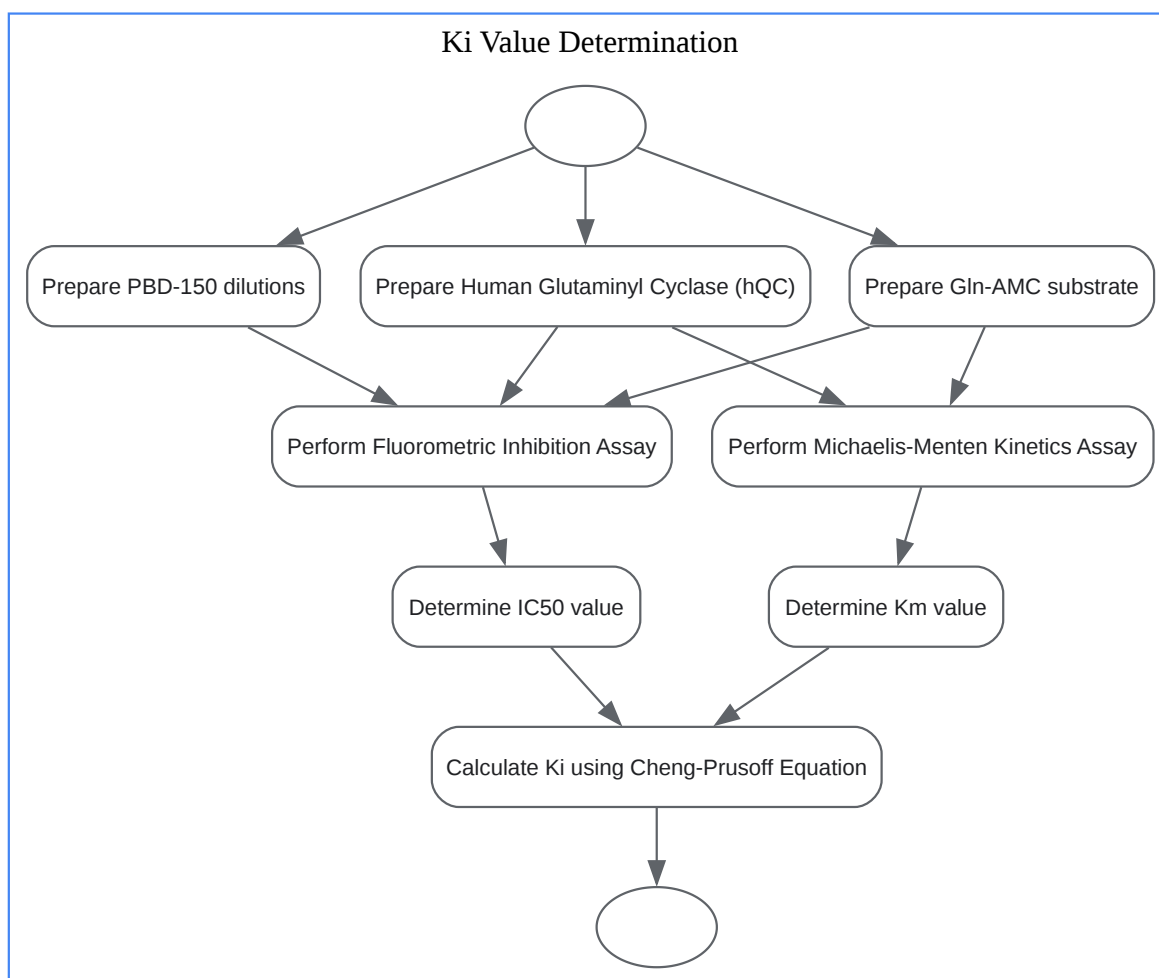 Ki Value Determination
Prepare PBD-150 dilutions
Prepare Human Glutaminyl Cyclase (hQC)
Prepare Gln-AMC substrate
Perform Fluorometric Inhibition Assay
Perform Michaelis-Menten Kinetics Assay
Determine IC50 value
Determine Km value
Calculate Ki using Cheng-Prusoff Equation